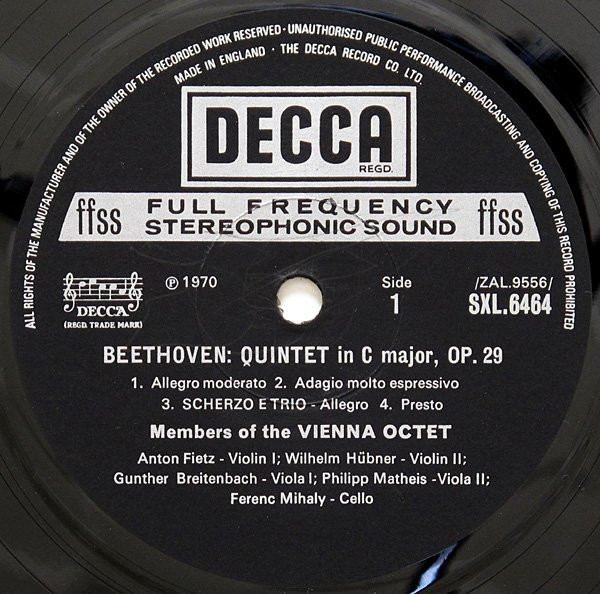 ALL RIGHTS OF THE MANUFACTURER AND OF THE OWNER OF THE RECORDED WORK RESERVED · UNAUTHORISED PUBLIC PERFORMANCE BROADCASTING AND COPYING OF THIS RECORD PROHIBITED
MADE IN ENGLAND · THE DECCA RECORD CO. LTD.
DECCA
REGD.
ffss FULL FREQUENCY ffss
STEREOPHONIC SOUND
DECCA
(REGD. TRADE MARK)
℗ 1970
Side
1
/ZAL.9556/
SXL.6464
BEETHOVEN: QUINTET in C major, OP. 29
1. Allegro moderato 2. Adagio molto espressivo
3. SCHERZO E TRIO - Allegro 4. Presto
Members of the VIENNA OCTET
Anton Fietz - Violin I; Wilhelm Hübner - Violin II;
Gunther Breitenbach - Viola I; Philipp Matheis - Viola II;
Ferenc Mihaly - Cello